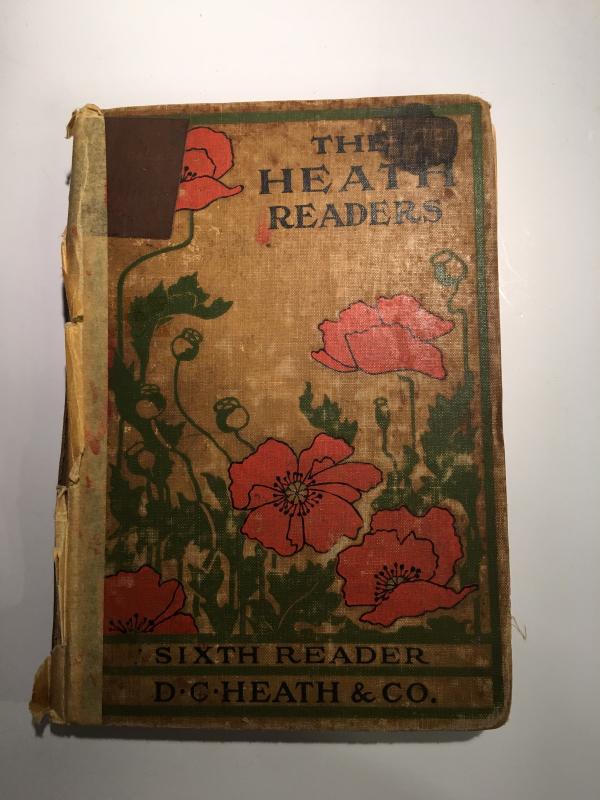 THE
HEATH
READERS
SIXTH READER
D·C·HEATH & CO.